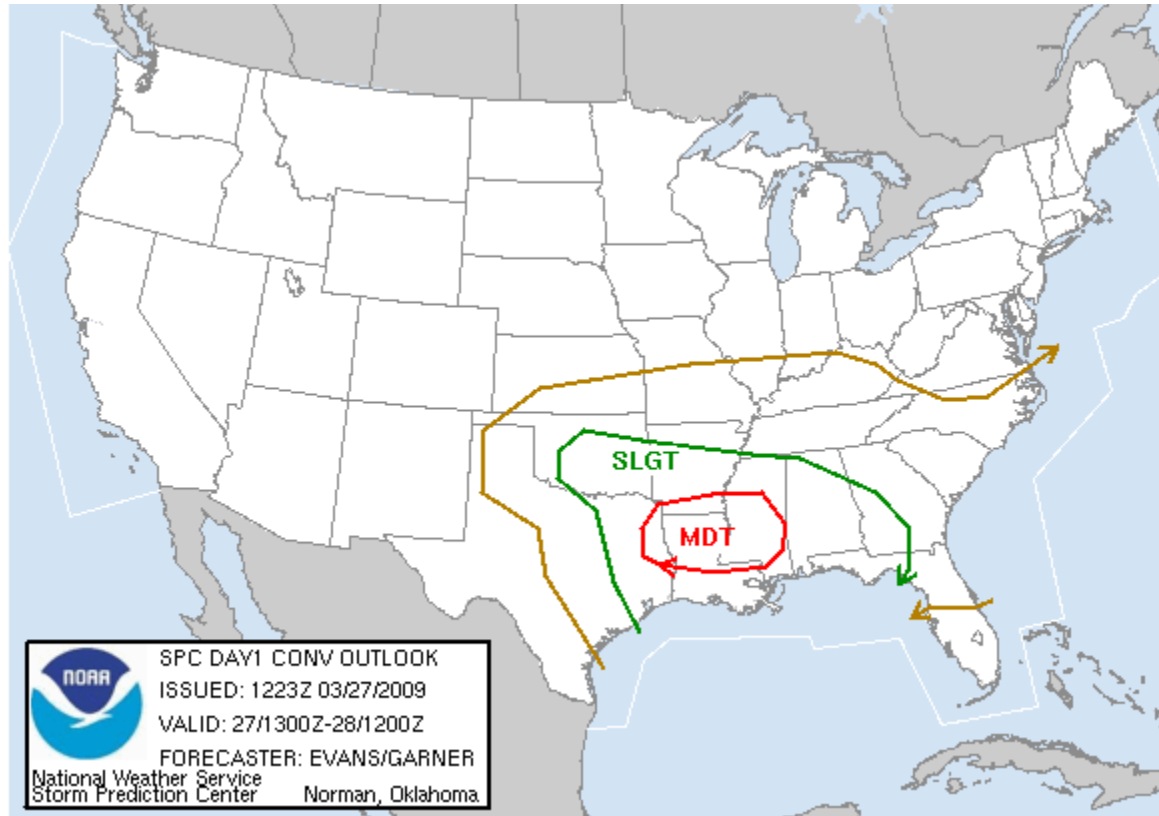 SLGT
MDT
NOAA
SPC DAY1 CONV OUTLOOK
ISSUED: 1223Z 03/27/2009
VALID: 27/1300Z-28/1200Z
FORECASTER: EVANS/GARNER
National Weather Service
Storm Prediction Center Norman, Oklahoma